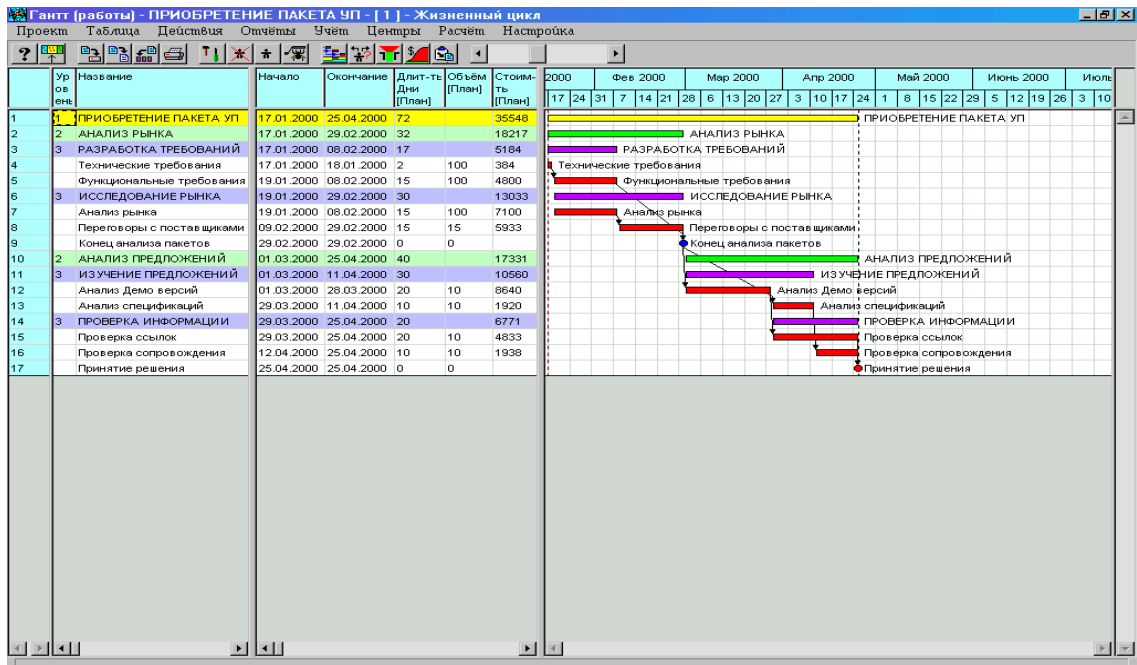 Гантт (работы) - ПРИОБРЕТЕНИЕ ПАКЕТА УП - [ 1 ] - Жизненный цикл
Проект Таблица Действия Отчёты Учёт Центры Расчёт Настройка
Уровень Название Начало Окончание Длит-ть Дни [План] Объём [План] Стоим-ть [План] 2000 Фев 2000 Мар 2000 Апр 2000 Май 2000 Июнь 2000 Июль
17 24 31 7 14 21 28 6 13 20 27 3 10 17 24 1 8 15 22 29 5 12 19 26 3 10
1 1 ПРИОБРЕТЕНИЕ ПАКЕТА УП 17.01.2000 25.04.2000 72 35548 ПРИОБРЕТЕНИЕ ПАКЕТА УП
2 2 АНАЛИЗ РЫНКА 17.01.2000 29.02.2000 32 18217 АНАЛИЗ РЫНКА
3 3 РАЗРАБОТКА ТРЕБОВАНИЙ 17.01.2000 08.02.2000 17 5184 РАЗРАБОТКА ТРЕБОВАНИЙ
4 Технические требования 17.01.2000 18.01.2000 2 100 384 Технические требования
5 Функциональные требования 19.01.2000 08.02.2000 15 100 4800 Функциональные требования
6 3 ИССЛЕДОВАНИЕ РЫНКА 19.01.2000 29.02.2000 30 13033 ИССЛЕДОВАНИЕ РЫНКА
7 Анализ рынка 19.01.2000 08.02.2000 15 100 7100 Анализ рынка
8 Переговоры с поставщиками 09.02.2000 29.02.2000 15 15 5933 Переговоры с поставщиками
9 Конец анализа пакетов 29.02.2000 29.02.2000 0 0 Конец анализа пакетов
10 2 АНАЛИЗ ПРЕДЛОЖЕНИЙ 01.03.2000 25.04.2000 40 17331 АНАЛИЗ ПРЕДЛОЖЕНИЙ
11 3 ИЗУЧЕНИЕ ПРЕДЛОЖЕНИЙ 01.03.2000 11.04.2000 30 10560 ИЗУЧЕНИЕ ПРЕДЛОЖЕНИЙ
12 Анализ Демо версий 01.03.2000 28.03.2000 20 10 8640 Анализ Демо версий
13 Анализ спецификаций 29.03.2000 11.04.2000 10 10 1920 Анализ спецификаций
14 3 ПРОВЕРКА ИНФОРМАЦИИ 29.03.2000 25.04.2000 20 6771 ПРОВЕРКА ИНФОРМАЦИИ
15 Проверка ссылок 29.03.2000 25.04.2000 20 10 4833 Проверка ссылок
16 Проверка сопровождения 12.04.2000 25.04.2000 10 10 1938 Проверка сопровождения
17 Принятие решения 25.04.2000 25.04.2000 0 0 Принятие решения